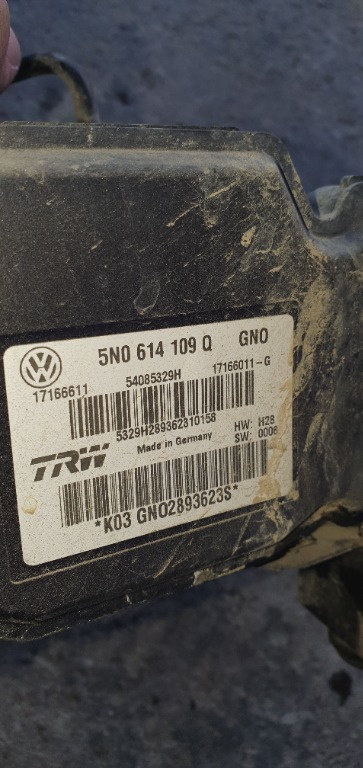 5N0 614 109 Q GNO
17166611 54085329H 17166011-G
5329H289362310158
Made in Germany
HW: H28
SW: 0006
TRW
*K03 GNO2893623S*